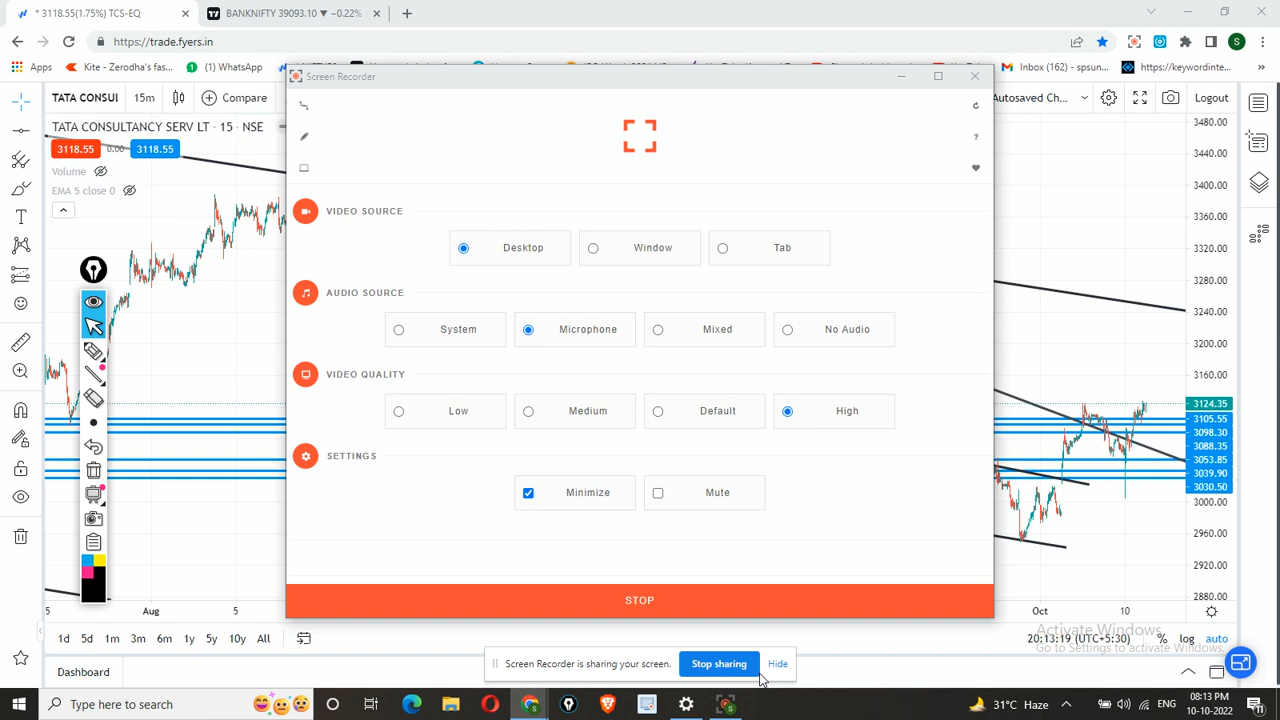 * 3118.55(1.75%) TCS-EQ
BANKNIFTY 39093.10 ▼ −0.22%
https://trade.fyers.in
Apps
Kite - Zerodha's fas...
(1) WhatsApp
Inbox (162) - spsun...
https://keywordinte...
Screen Recorder
TATA CONSUI
15m
Compare
Autosaved Ch...
Logout
TATA CONSULTANCY SERV LT · 15 · NSE
3118.55
0.00
3118.55
Volume
EMA 5 close 0
VIDEO SOURCE
Desktop
Window
Tab
AUDIO SOURCE
System
Microphone
Mixed
No Audio
VIDEO QUALITY
Low
Medium
Default
High
SETTINGS
Minimize
Mute
STOP
3480.00
3440.00
3400.00
3360.00
3320.00
3280.00
3240.00
3200.00
3160.00
3124.35
3105.55
3098.30
3088.35
3053.85
3039.90
3030.50
3000.00
2960.00
2920.00
2880.00
5
Aug
5
Oct
10
1d
5d
1m
3m
6m
1y
5y
10y
All
20:13:19 (UTC+5:30)
%
log
auto
Activate Windows
Go to Settings to activate Windows.
Screen Recorder is sharing your screen.
Stop sharing
Hide
Dashboard
Type here to search
31°C Haze
ENG
08:13 PM
10-10-2022
11